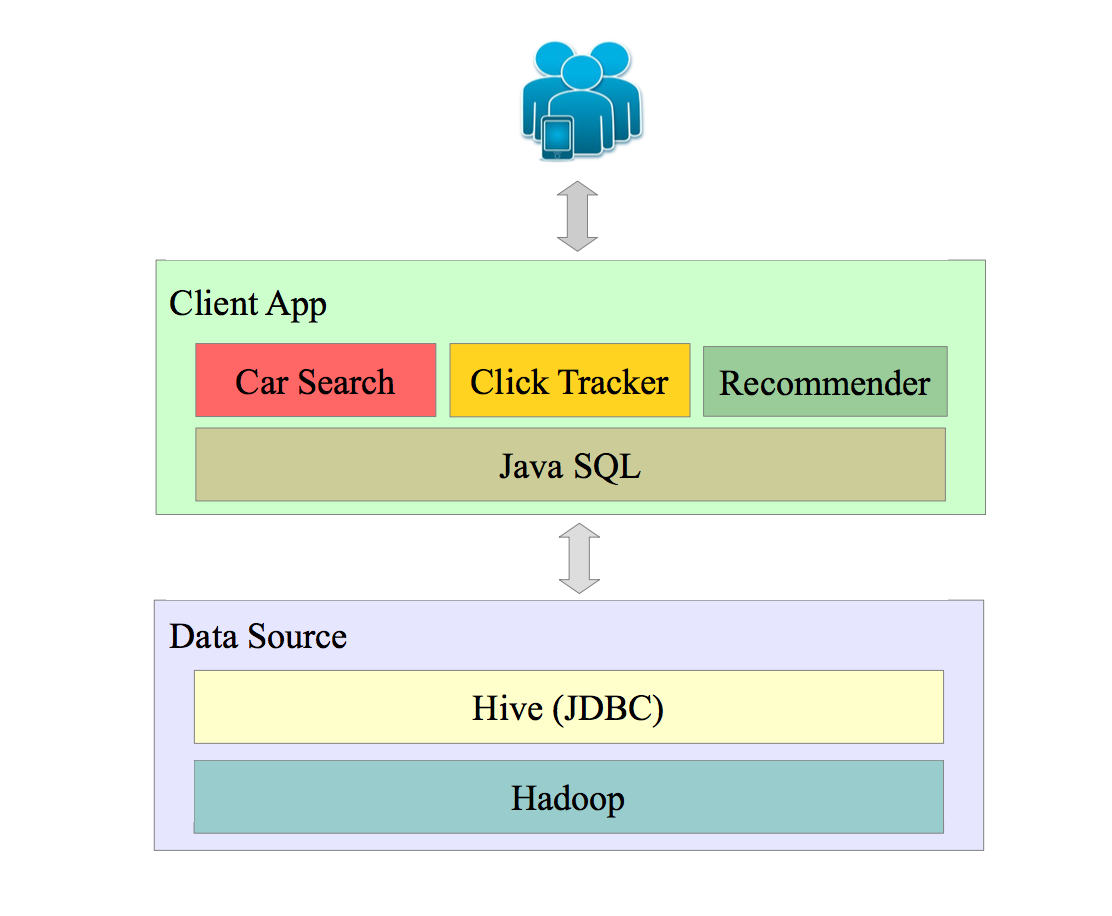 Client App
Car Search
Click Tracker
Recommender
Java SQL
Data Source
Hive (JDBC)
Hadoop